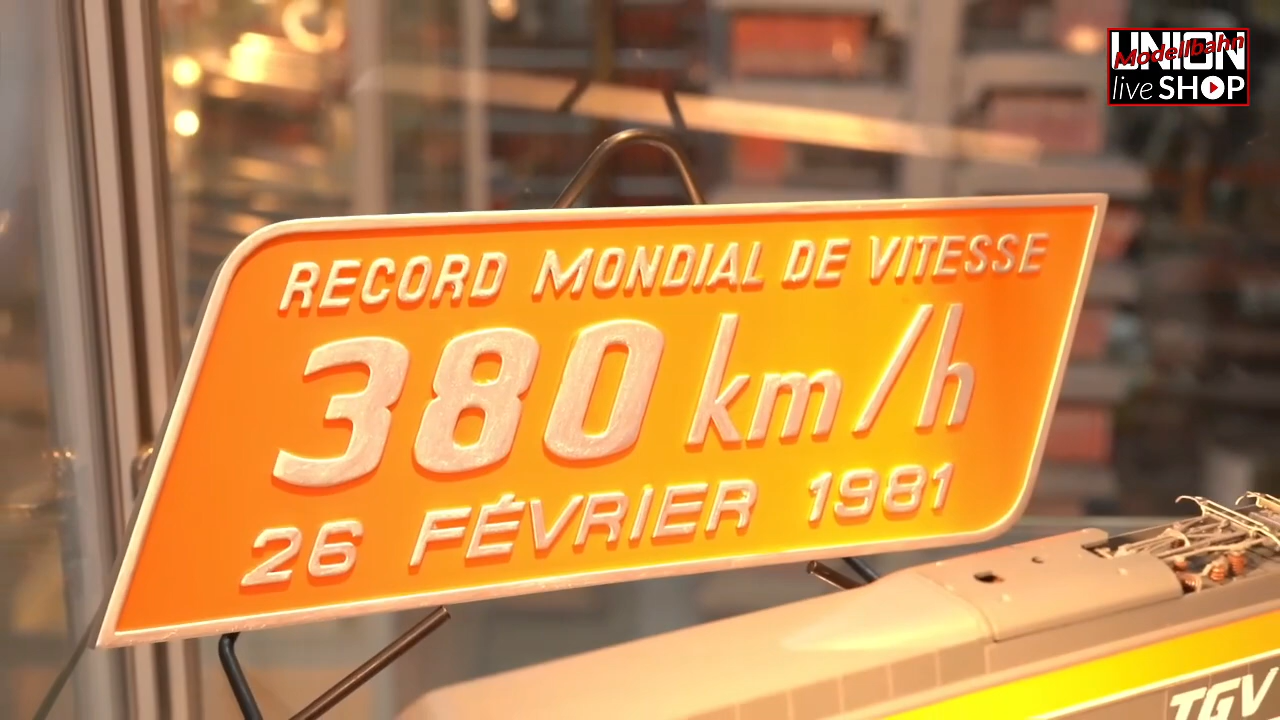 UNION
Modellbahn
live SHOP
RECORD MONDIAL DE VITESSE
380 km/h
26 FÉVRIER 1981
TGV